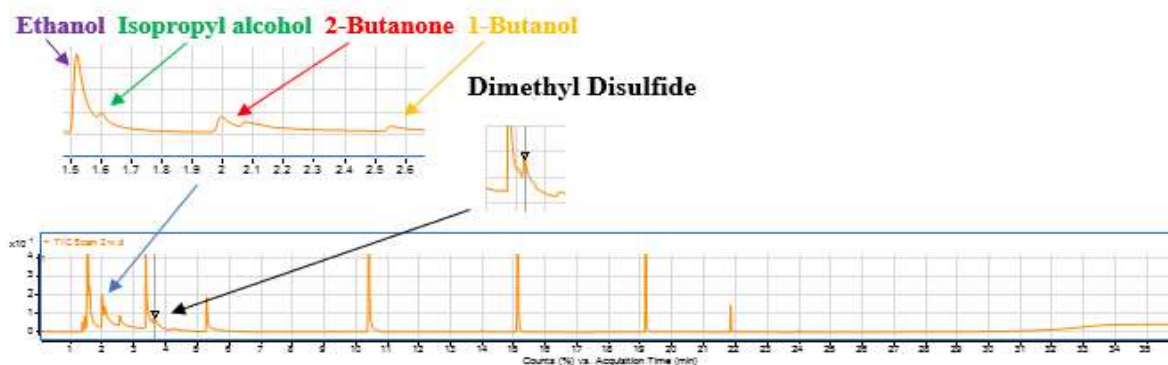 Ethanol Isopropyl alcohol 2-Butanone 1-Butanol
Dimethyl Disulfide
1.5 1.6 1.7 1.8 1.9 2 2.1 2.2 2.3 2.4 2.5 2.6
+ TIC Scan
4
3
2
1
0
1 2 3 4 5 6 7 8 9 10 11 12 13 14 15 16 17 18 19 20 21 22 23 24 25 26 27 28 29 30 31 32 33 34 35
Counts (%) vs. Acquisition Time (min)